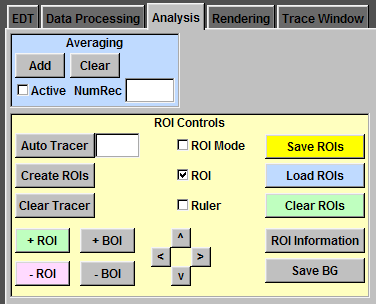 EDT Data Processing Analysis Rendering Trace Window
Averaging
Add Clear
Active NumRec
ROI Controls
Auto Tracer ROI Mode Save ROIs
Create ROIs ROI Load ROIs
Clear Tracer Ruler Clear ROIs
+ ROI + BOI ^ ROI Information
< >
- ROI - BOI v Save BG